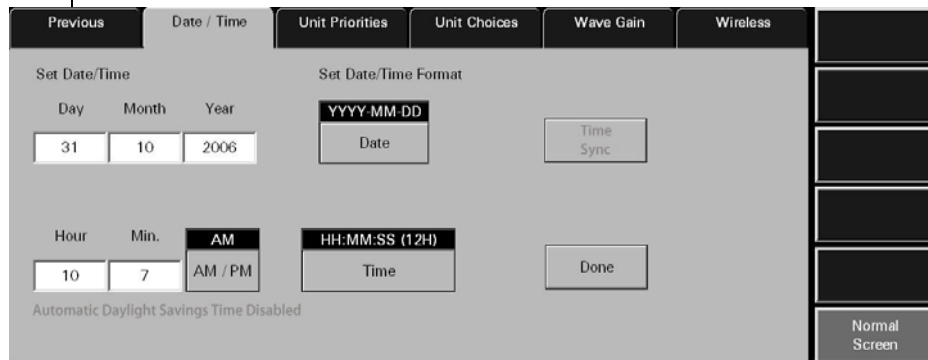 Previous Date / Time Unit Priorities Unit Choices Wave Gain Wireless
Set Date/Time Set Date/Time Format
Day Month Year YYYY-MM-DD
31 10 2006 Date Time
Sync
Hour Min. AM HH:MM:SS (12H)
10 7 AM / PM Time Done
Automatic Daylight Savings Time Disabled
Normal
Screen